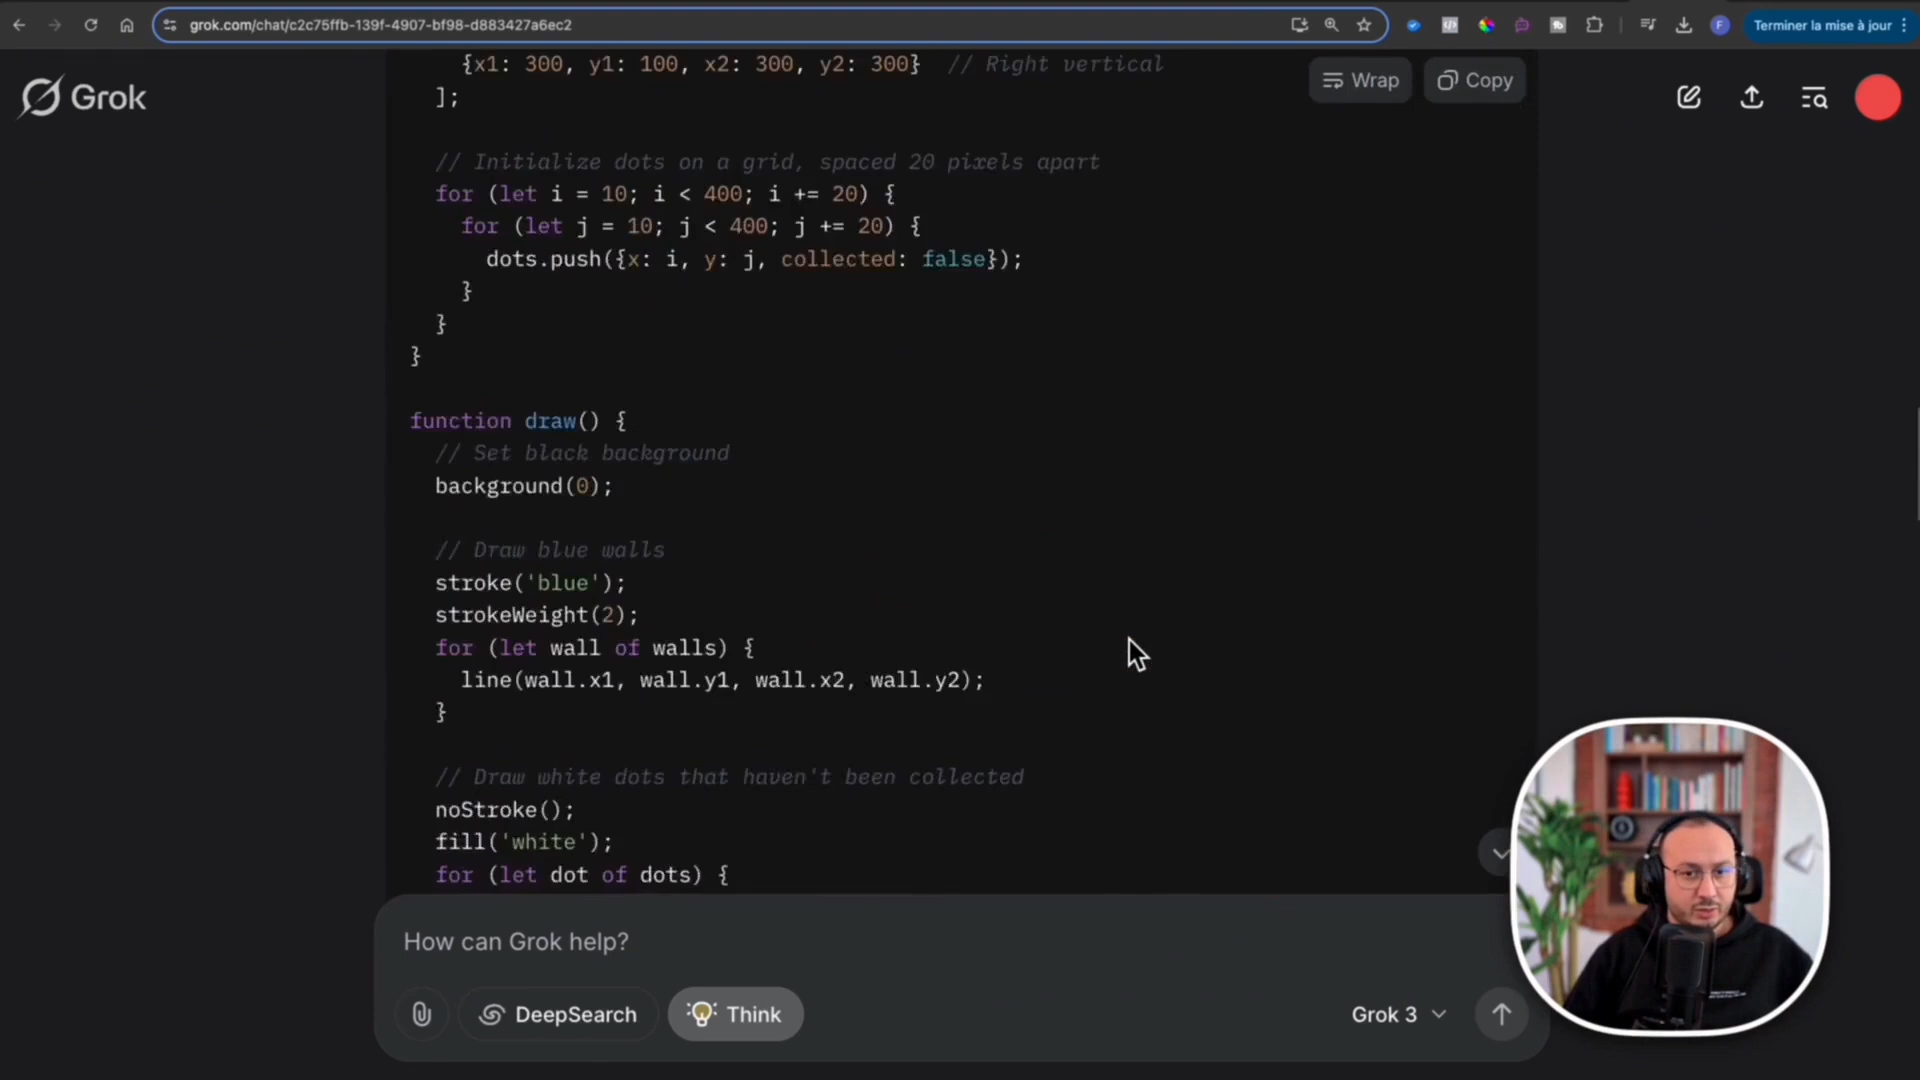 grok.com/chat/c2c75ffb-139f-4907-bf98-d883427a6ec2
F
Terminer la mise à jour
Grok
Wrap
Copy
{x1: 300, y1: 100, x2: 300, y2: 300}  // Right vertical
];
// Initialize dots on a grid, spaced 20 pixels apart
for (let i = 10; i < 400; i += 20) {
for (let j = 10; j < 400; j += 20) {
dots.push({x: i, y: j, collected: false});
}
}
}
function draw() {
// Set black background
background(0);
// Draw blue walls
stroke('blue');
strokeWeight(2);
for (let wall of walls) {
line(wall.x1, wall.y1, wall.x2, wall.y2);
}
// Draw white dots that haven't been collected
noStroke();
fill('white');
for (let dot of dots) {
How can Grok help?
DeepSearch
Think
Grok 3